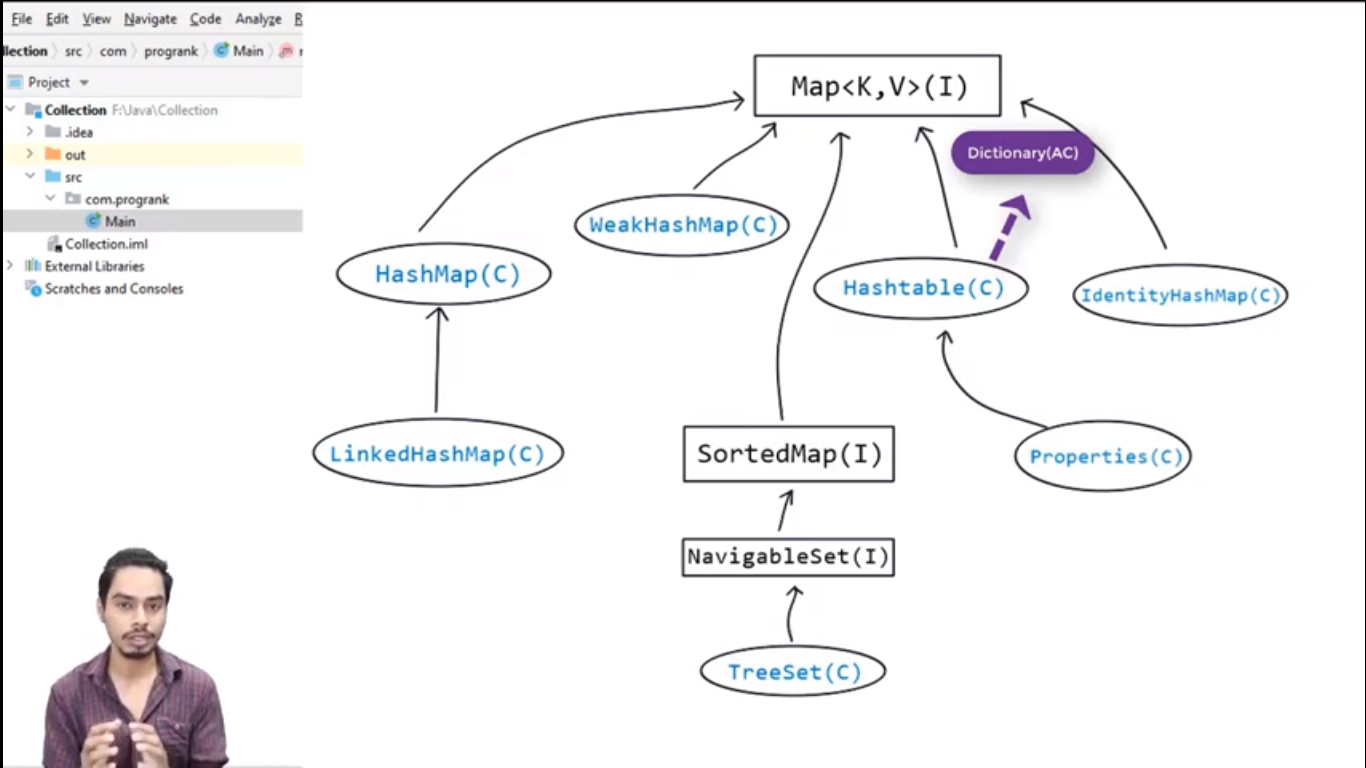 File Edit View Navigate Code Analyze R
llection src com progrank Main m r
Project
Collection F:\Java\Collection
.idea
out
src
com.progrank
Main
Collection.iml
External Libraries
Scratches and Consoles
Map<K,V>(I)
Dictionary(AC)
WeakHashMap(C)
HashMap(C)
Hashtable(C)
IdentityHashMap(C)
LinkedHashMap(C)
SortedMap(I)
Properties(C)
NavigableSet(I)
TreeSet(C)